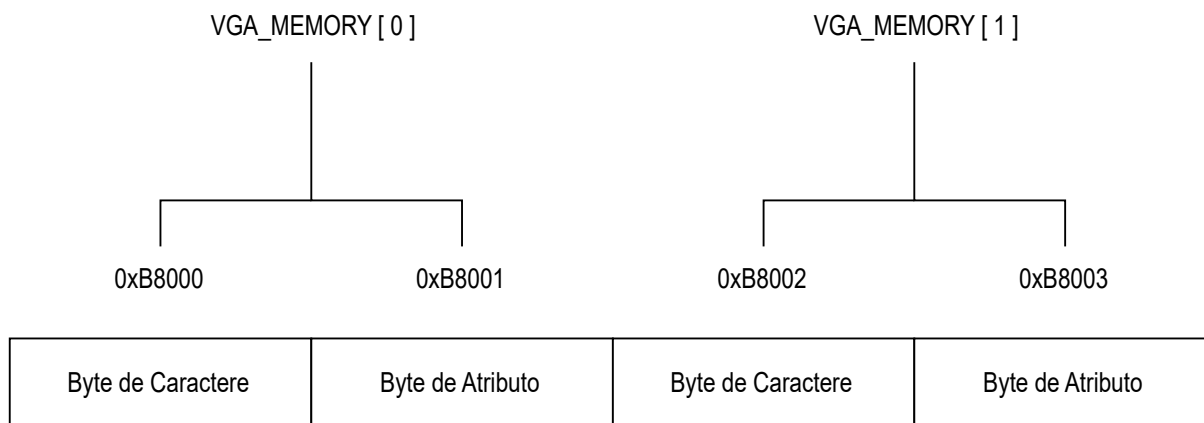 VGA_MEMORY [ 0 ] VGA_MEMORY [ 1 ]
0xB8000 0xB8001 0xB8002 0xB8003
Byte de Caractere Byte de Atributo Byte de Caractere Byte de Atributo